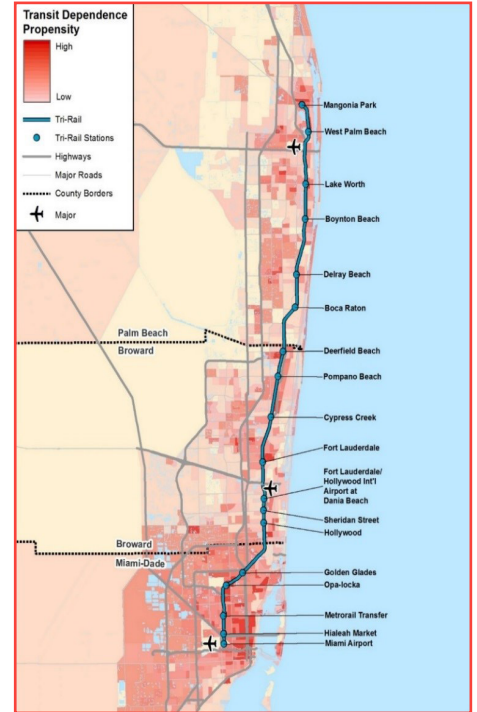 Transit Dependence
Propensity
High
Low
Tri-Rail
Tri-Rail Stations
Highways
Major Roads
County Borders
Major
Mangonia Park
West Palm Beach
Lake Worth
Boynton Beach
Delray Beach
Boca Raton
Palm Beach
Broward
Deerfield Beach
Pompano Beach
Cypress Creek
Fort Lauderdale
Fort Lauderdale/
Hollywood Int'l
Airport at
Dania Beach
Sheridan Street
Hollywood
Broward
Miami-Dade
Golden Glades
Opa-locka
Metrorail Transfer
Hialeah Market
Miami Airport